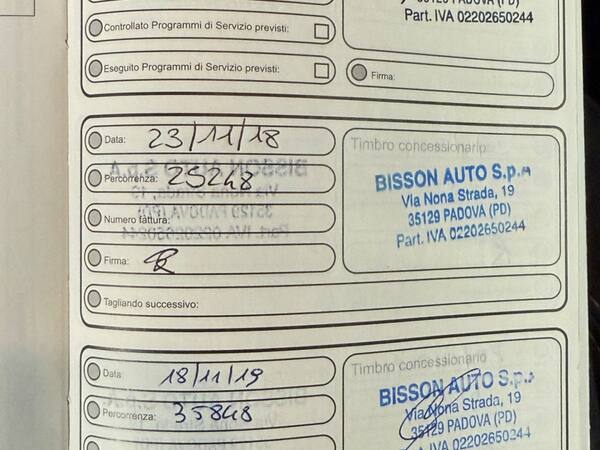 35129 PADOVA (PD)
Part. IVA 02202650244
Controllato Programmi di Servizio previsti:
Eseguito Programmi di Servizio previsti:
Firma:
Data: 23/11/18
Timbro concessionario
Percorrenza: 25248
BISSON AUTO S.p.A
Via Nona Strada, 19
35129 PADOVA (PD)
Part. IVA 02202650244
Numero fattura:
Firma:
Tagliando successivo:
Data: 18/11/19
Timbro concessionario
Percorrenza: 35848
BISSON AUTO S.p.A
Via Nona Strada, 19
35129 PADOVA (PD)
Part. IVA 02202650244